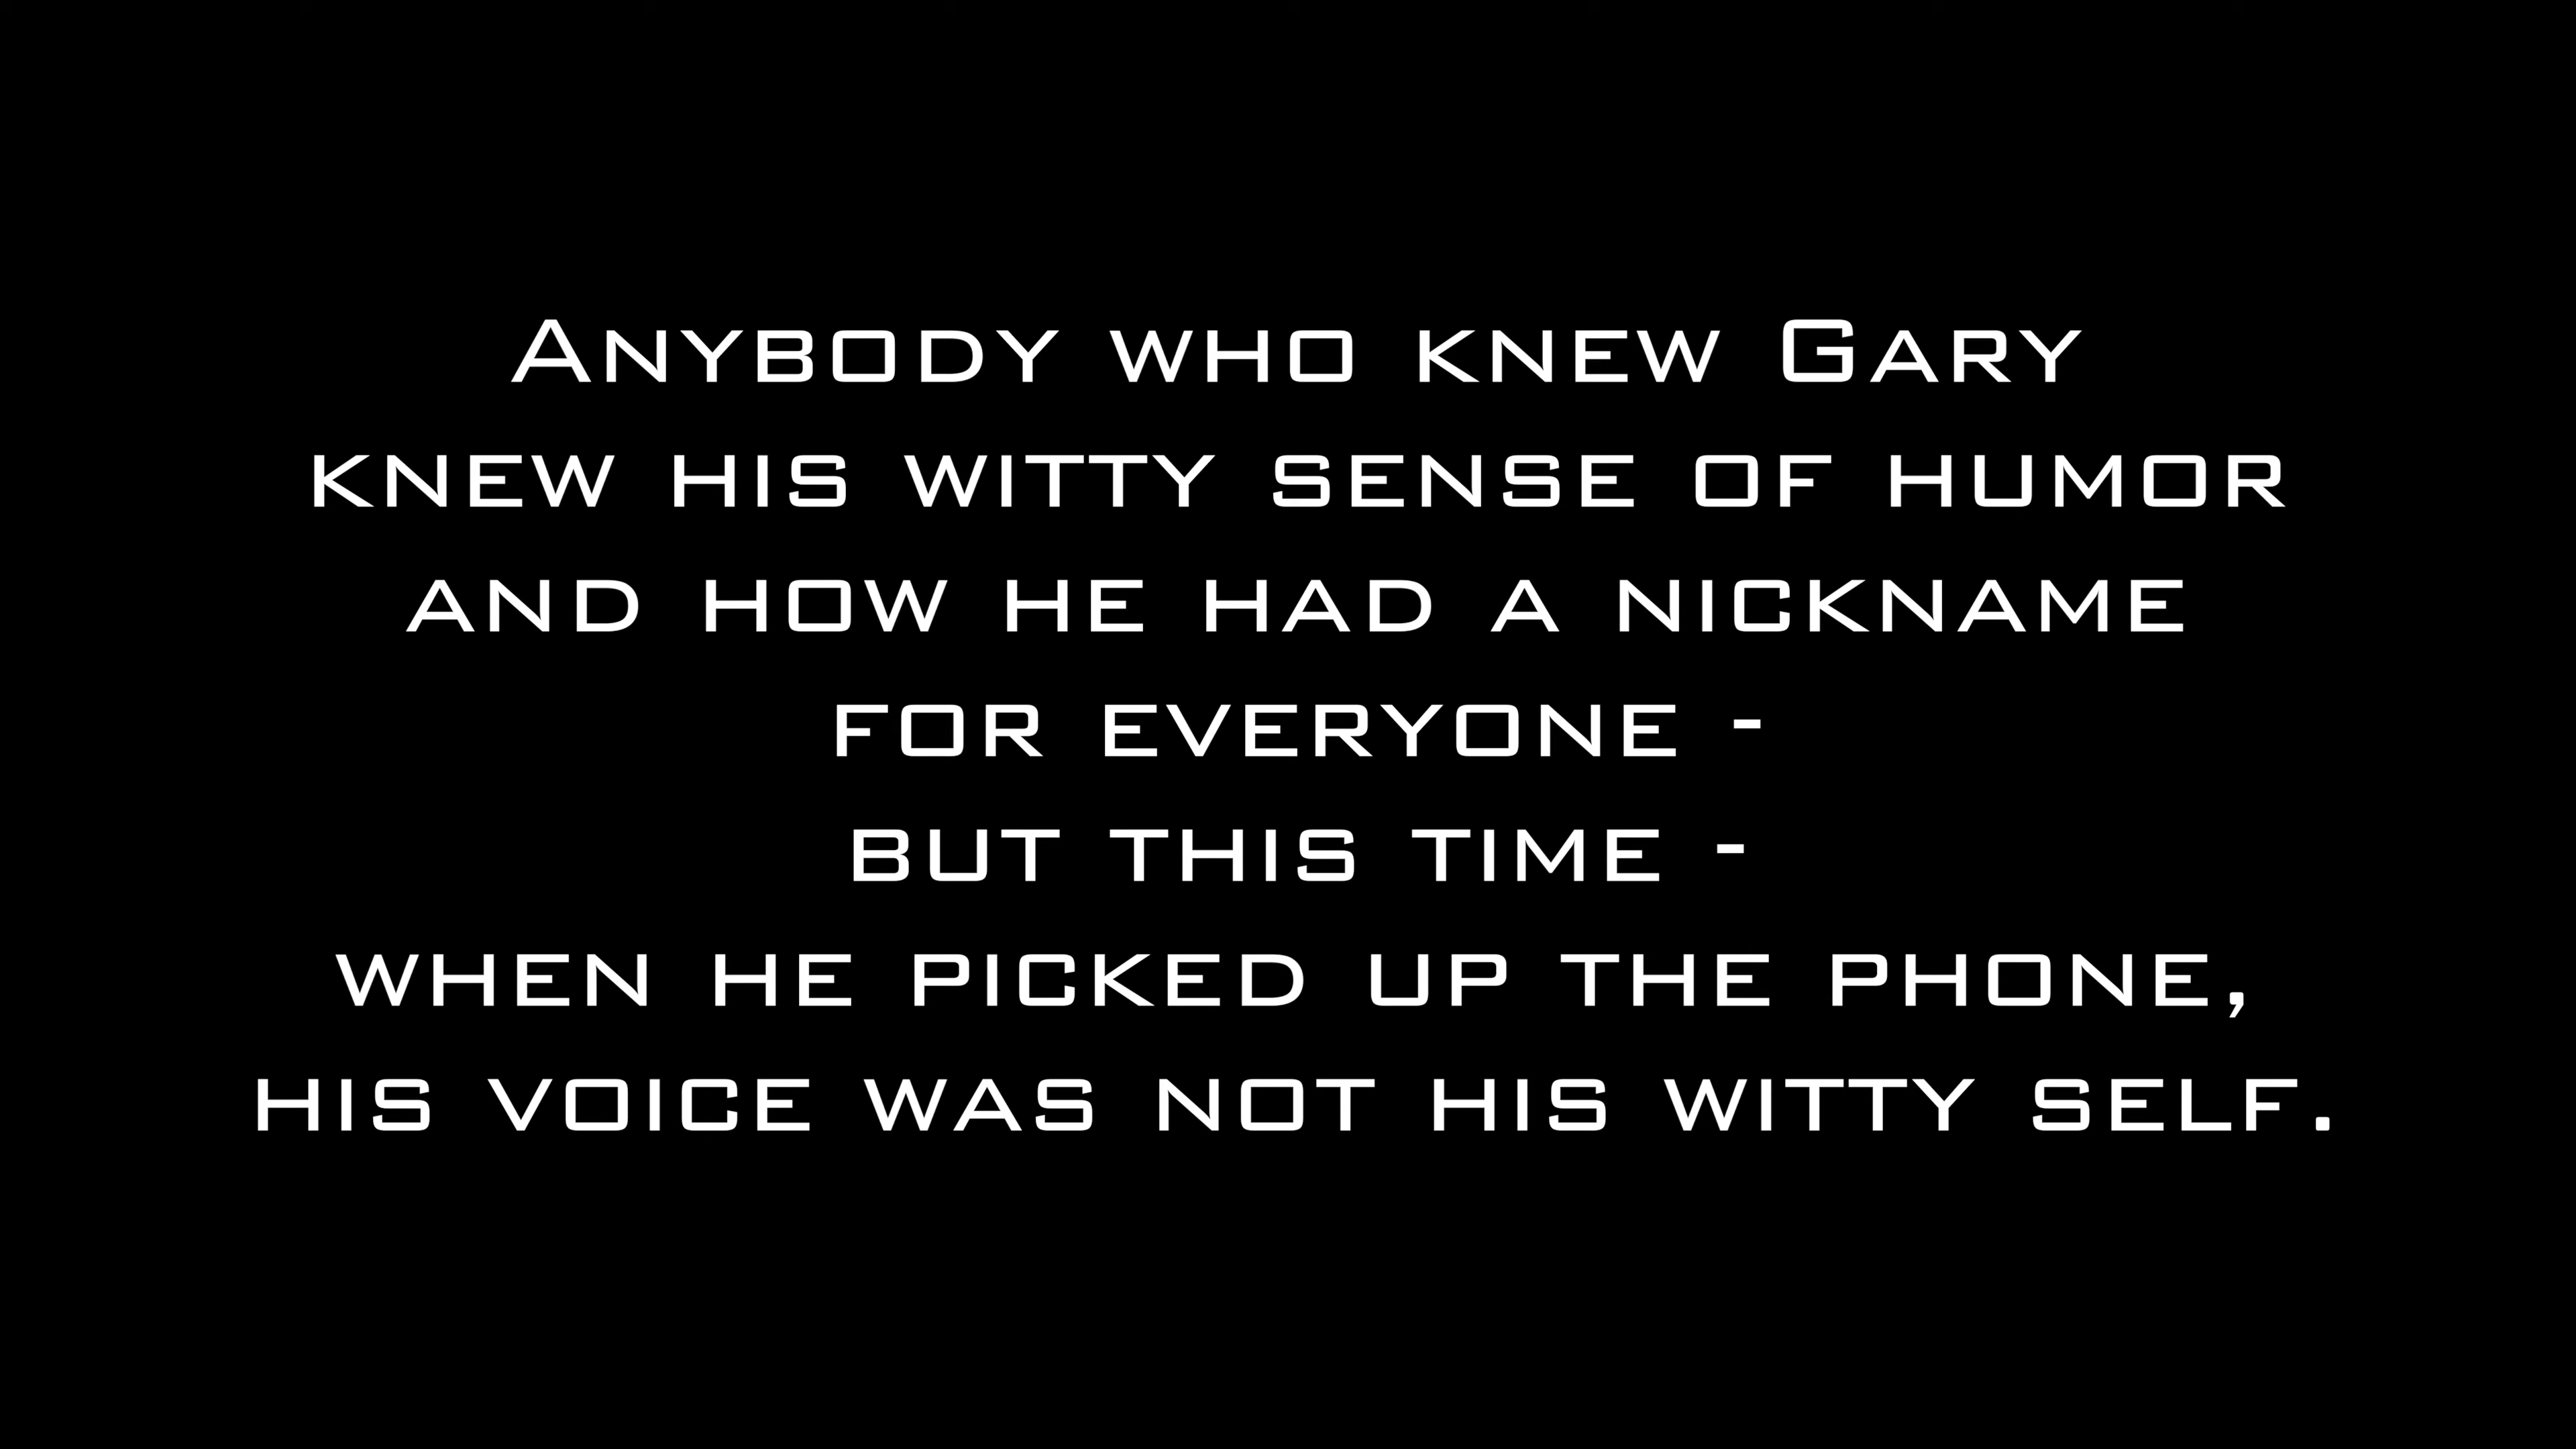 Anybody who knew Gary
knew his witty sense of humor
and how he had a nickname
for everyone -
but this time -
when he picked up the phone,
his voice was not his witty self.